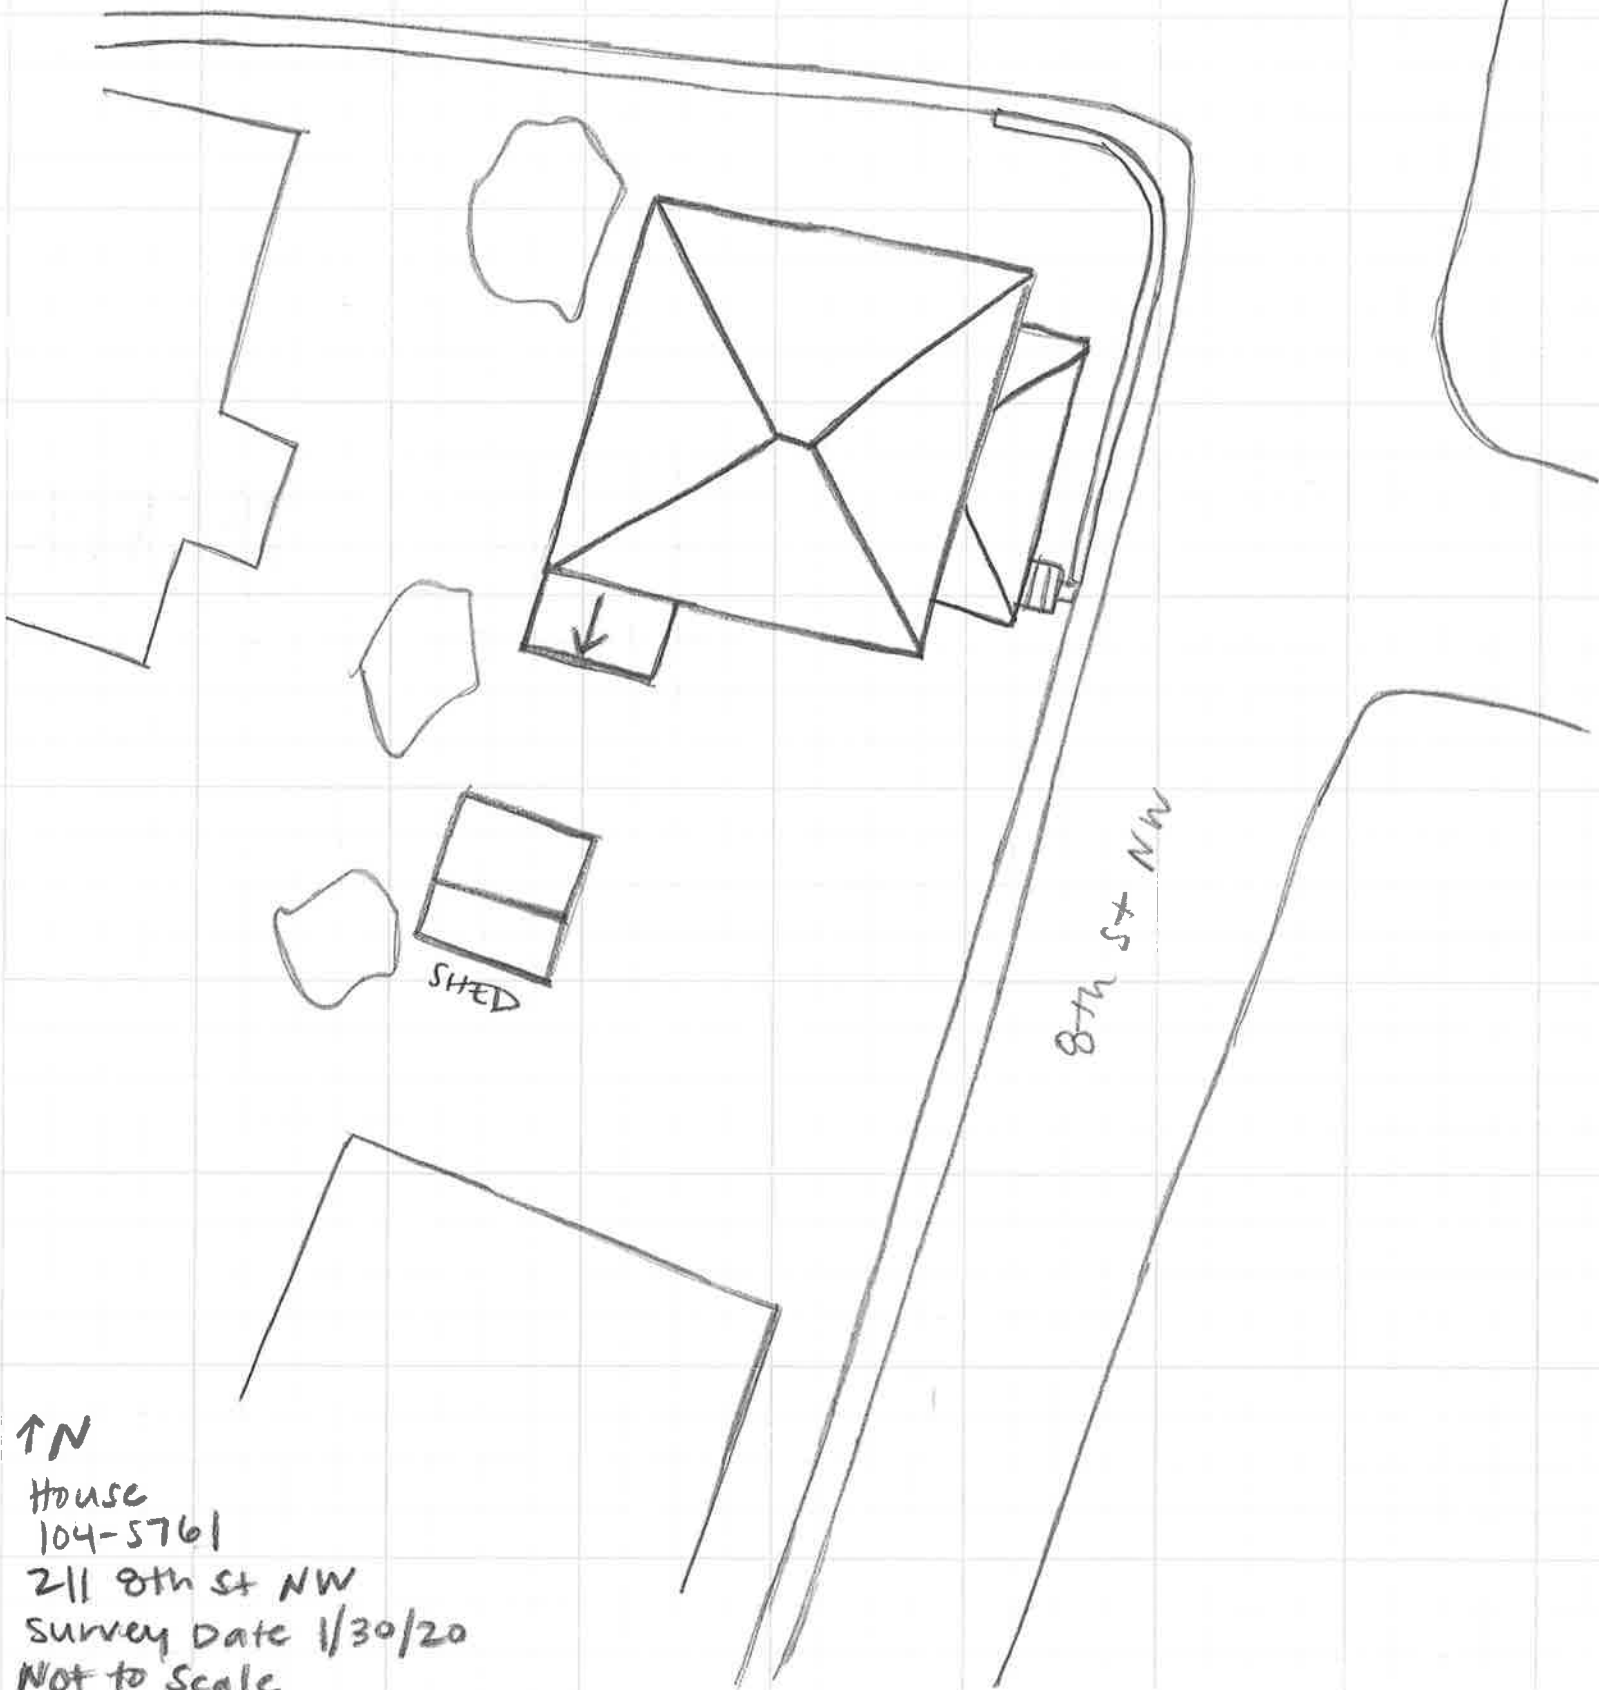 8th St NW
SHED
↑N
House
104-5761
211 8th St NW
Survey Date 1/30/20
Not to Scale